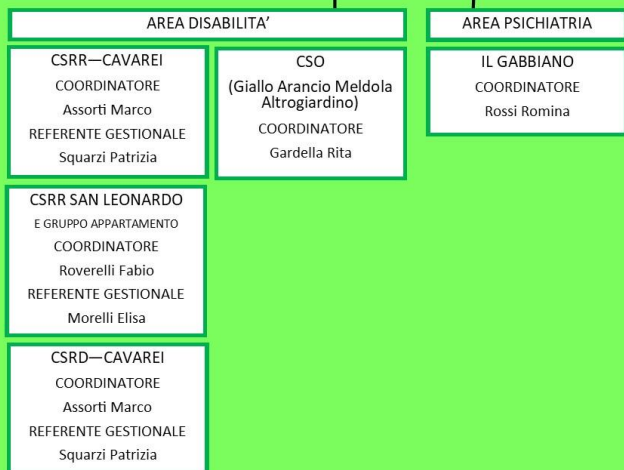 AREA DISABILITA’
CSRR—CAVAREI
COORDINATORE
Assorti Marco
REFERENTE GESTIONALE
Squarzi Patrizia
CSO
(Giallo Arancio Meldola
Altrogiardino)
COORDINATORE
Gardella Rita
CSRR SAN LEONARDO
E GRUPPO APPARTAMENTO
COORDINATORE
Roverelli Fabio
REFERENTE GESTIONALE
Morelli Elisa
CSRD—CAVAREI
COORDINATORE
Assorti Marco
REFERENTE GESTIONALE
Squarzi Patrizia
AREA PSICHIATRIA
IL GABBIANO
COORDINATORE
Rossi Romina